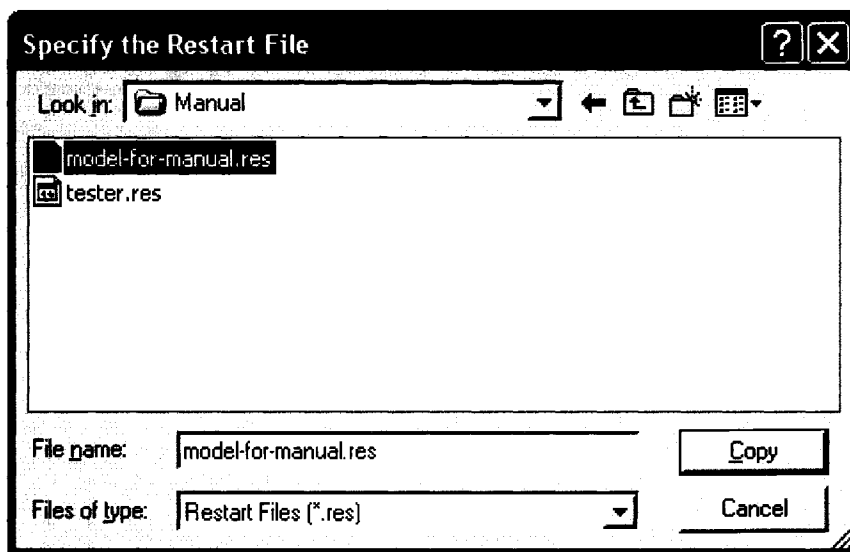 Specify the Restart File
Look in: Manual
model-for-manual.res
tester.res
File name: model-for-manual.res Copy
Files of type: Restart Files (*.res) Cancel